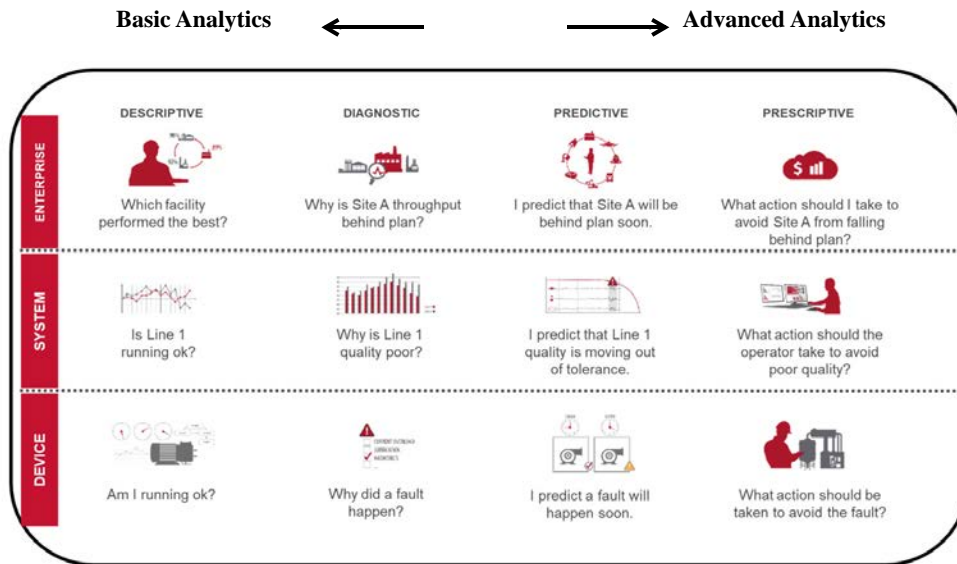 Basic Analytics
Advanced Analytics
DESCRIPTIVE
DIAGNOSTIC
PREDICTIVE
PRESCRIPTIVE
ENTERPRISE
Which facility
performed the best?
Why is Site A throughput
behind plan?
I predict that Site A will be
behind plan soon.
What action should I take to
avoid Site A from falling
behind plan?
SYSTEM
Is Line 1
running ok?
Why is Line 1
quality poor?
I predict that Line 1
quality is moving out
of tolerance.
What action should the
operator take to avoid
poor quality?
DEVICE
Am I running ok?
Why did a fault
happen?
I predict a fault will
happen soon.
What action should be
taken to avoid the fault?